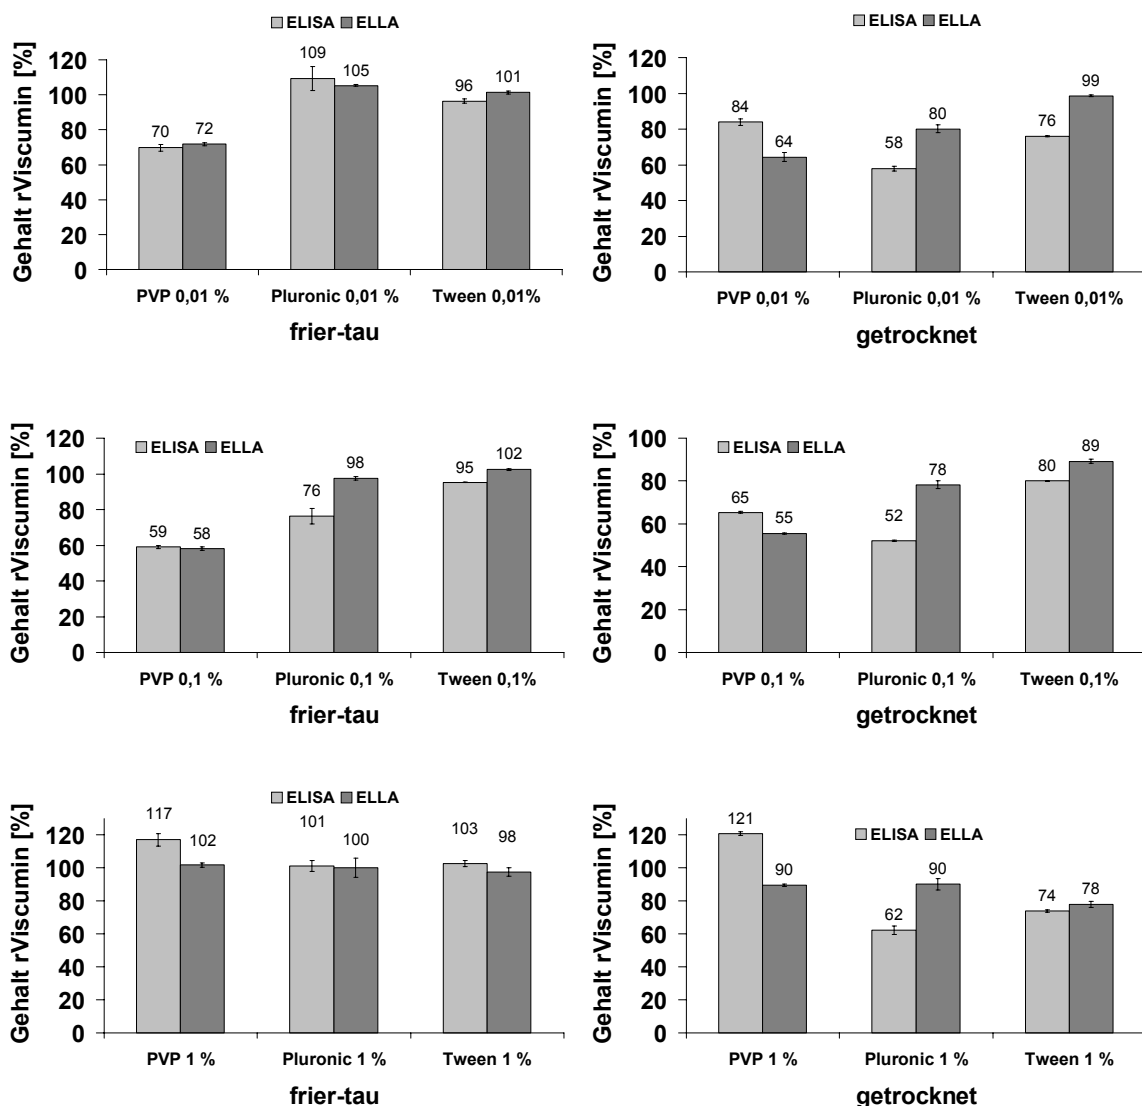 ELISA ELLA
Gehalt rViscumin [%]
120
100
80
60
40
20
0
70 72 109 105 96 101
PVP 0,01 % Pluronic 0,01 % Tween 0,01%
frier-tau
ELISA ELLA
Gehalt rViscumin [%]
120
100
80
60
40
20
0
84 64 58 80 76 99
PVP 0,01 % Pluronic 0,01 % Tween 0,01%
getrocknet
ELISA ELLA
Gehalt rViscumin [%]
120
100
80
60
40
20
0
59 58 76 98 95 102
PVP 0,1 % Pluronic 0,1 % Tween 0,1%
frier-tau
ELISA ELLA
Gehalt rViscumin [%]
100
80
60
40
20
0
65 55 52 78 80 89
PVP 0,1 % Pluronic 0,1 % Tween 0,1%
getrocknet
ELISA ELLA
Gehalt rViscumin [%]
120
100
80
60
40
20
0
117 102 101 100 103 98
PVP 1 % Pluronic 1 % Tween 1 %
frier-tau
ELISA ELLA
Gehalt rViscumin [%]
120
100
80
60
40
20
0
121 90 62 90 74 78
PVP 1 % Pluronic 1 % Tween 1 %
getrocknet